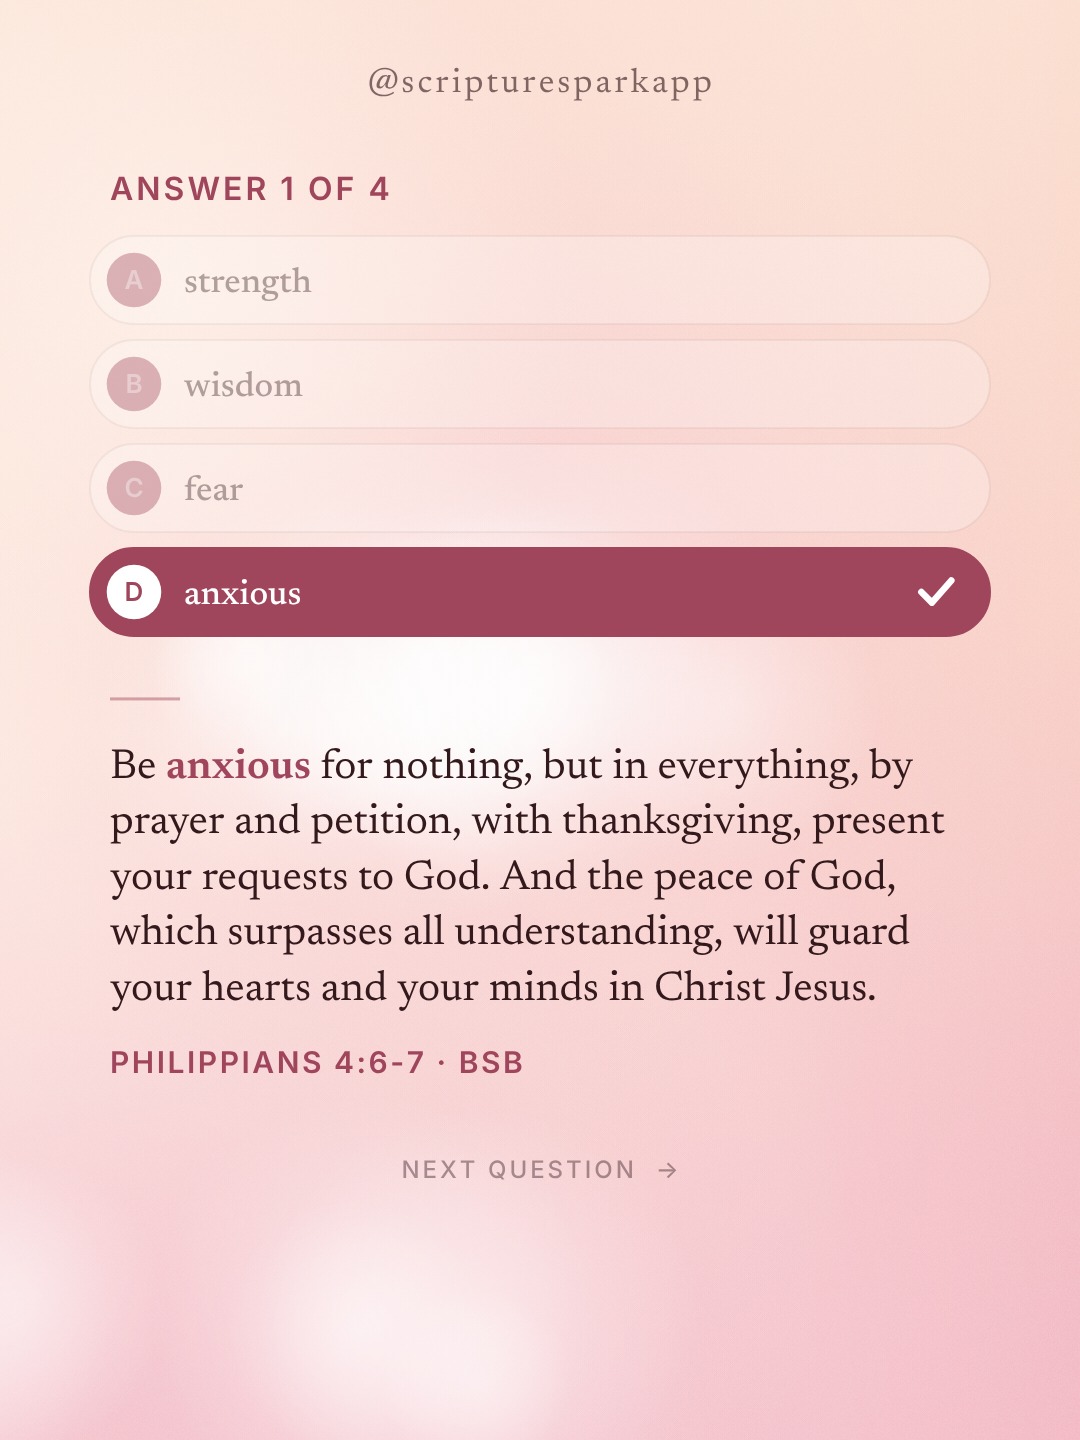 @scripturesparkapp
ANSWER 1 OF 4
A strength
B wisdom
C fear
D anxious
Be anxious for nothing, but in everything, by
prayer and petition, with thanksgiving, present
your requests to God. And the peace of God,
which surpasses all understanding, will guard
your hearts and your minds in Christ Jesus.
PHILIPPIANS 4:6-7 · BSB
NEXT QUESTION →